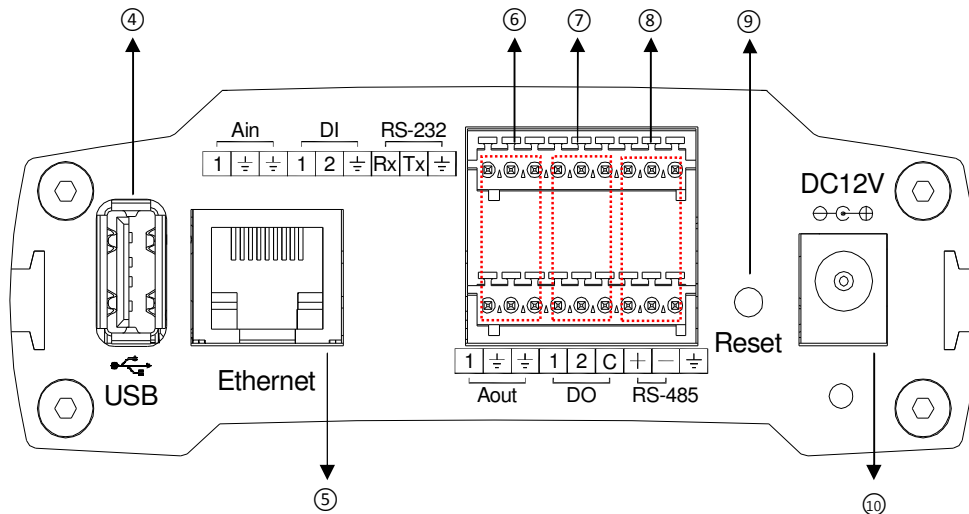 ④ ⑥ ⑦ ⑧ ⑨
Ain DI RS-232
1 ⏚ ⏚ 1 2 ⏚ Rx Tx ⏚
DC12V
Reset
1 ⏚ ⏚ 1 2 C + − ⏚
Aout DO RS-485
Ethernet
USB
⑤ ⑩